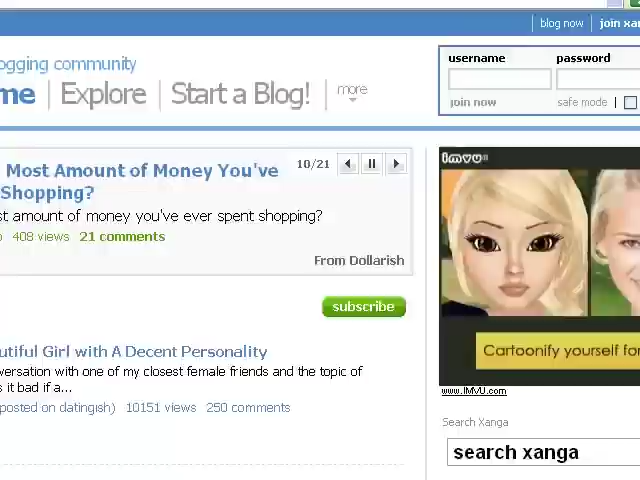 blog now
join xan
ogging community
me Explore Start a Blog! more
username password
join now safe mode
Most Amount of Money You've
Shopping?
10/21
st amount of money you've ever spent shopping?
408 views 21 comments
From Dollarish
subscribe
utiful Girl with A Decent Personality
versation with one of my closest female friends and the topic of
s it bad if a...
posted on datingish) 10151 views 250 comments
imvu
Cartoonify yourself for
www.IMVU.com
Search Xanga
search xanga